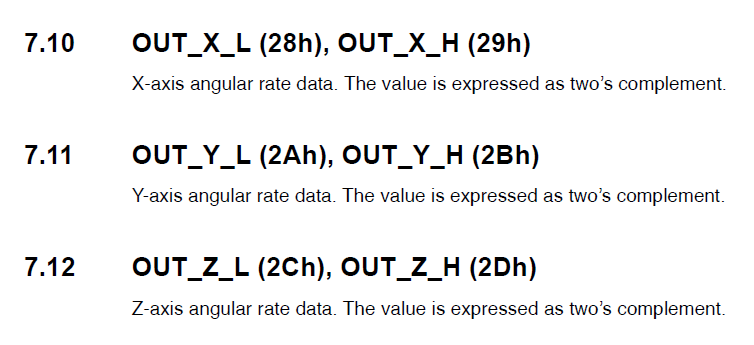 7.10 OUT_X_L (28h), OUT_X_H (29h)
X-axis angular rate data. The value is expressed as two’s complement.
7.11 OUT_Y_L (2Ah), OUT_Y_H (2Bh)
Y-axis angular rate data. The value is expressed as two’s complement.
7.12 OUT_Z_L (2Ch), OUT_Z_H (2Dh)
Z-axis angular rate data. The value is expressed as two’s complement.